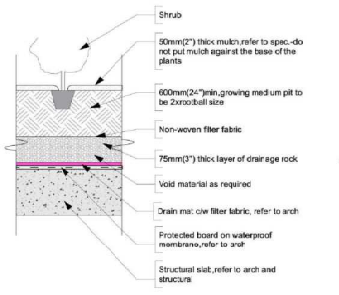 Shrub
50mm(2") thick mulch,refer to spec.-do
not put mulch against the base of the
plants
600mm(24")min,growing medium pit to
be 2xrootball size
Non-woven filter fabric
75mm(3") thick layer of drainage rock
Void material as required
Drain mat c/w filter fabric, refer to arch
Protected board on waterproof
membrane,refer to arch
Structural slab,refer to arch and
structural